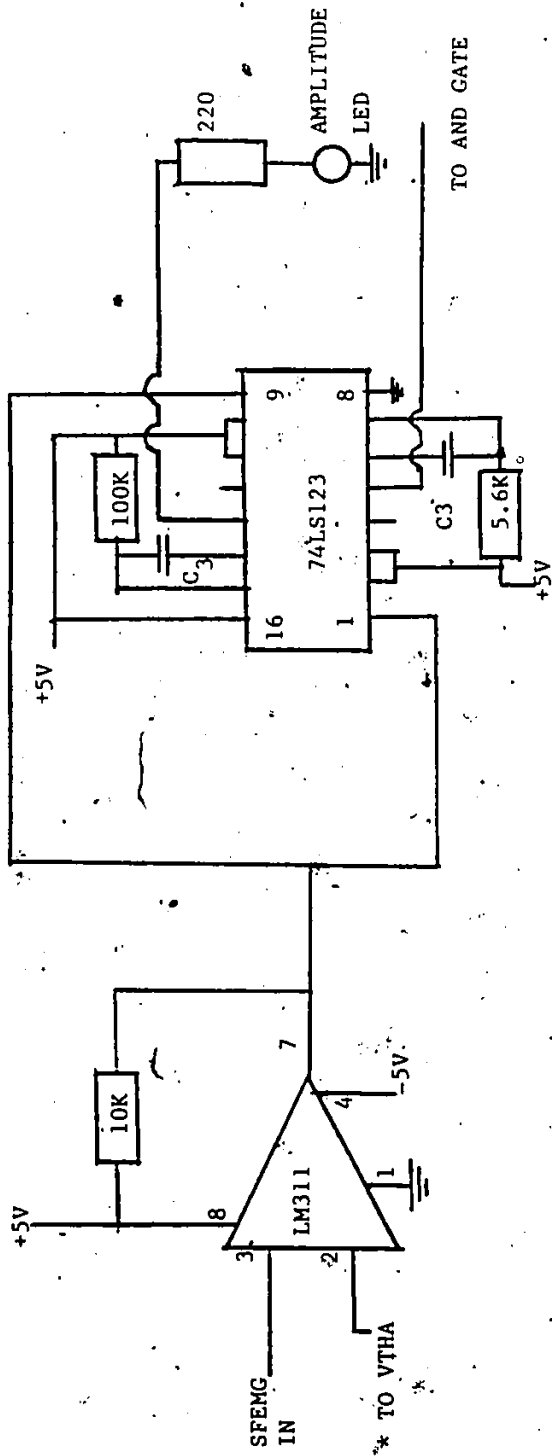 SFEMG
IN
* TO VTHA
+5V
10K
8
3
2
LM311
1
4
-5V
7
+5V
100K
C3
16
9
1
8
74LS123
C3
5.6K
+5V
220
AMPLITUDE
LED
TO AND GATE